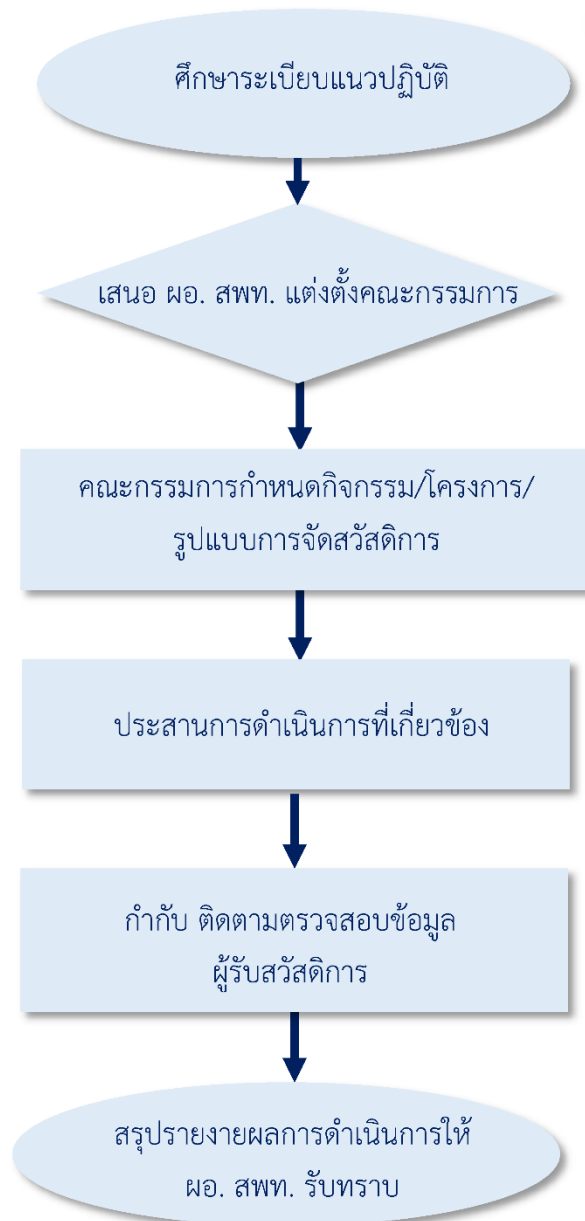 ศึกษาระเบียบแนวปฏิบัติ
เสนอ ผอ. สพท. แต่งตั้งคณะกรรมการ
คณะกรรมการกำหนดกิจกรรม/โครงการ/
รูปแบบการจัดสวัสดิการ
ประสานการดำเนินการที่เกี่ยวข้อง
กำกับ ติดตามตรวจสอบข้อมูล
ผู้รับสวัสดิการ
สรุปรายงายผลการดำเนินการให้
ผอ. สพท. รับทราบ